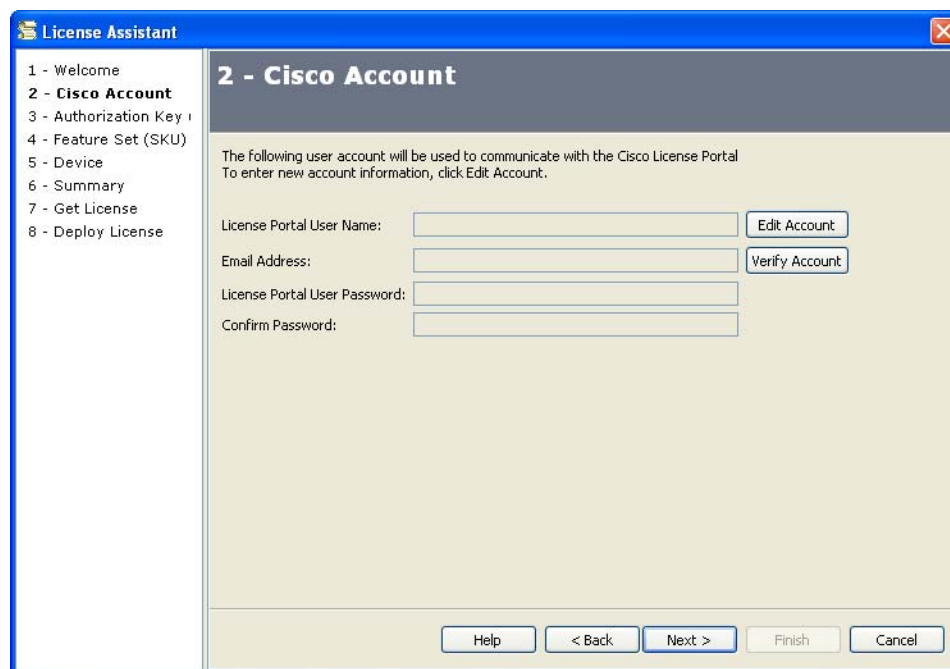 License Assistant
1 - Welcome
2 - Cisco Account
3 - Authorization Key
4 - Feature Set (SKU)
5 - Device
6 - Summary
7 - Get License
8 - Deploy License
2 - Cisco Account
The following user account will be used to communicate with the Cisco License Portal
To enter new account information, click Edit Account.
License Portal User Name:
Edit Account
Email Address:
Verify Account
License Portal User Password:
Confirm Password:
Help
< Back
Next >
Finish
Cancel